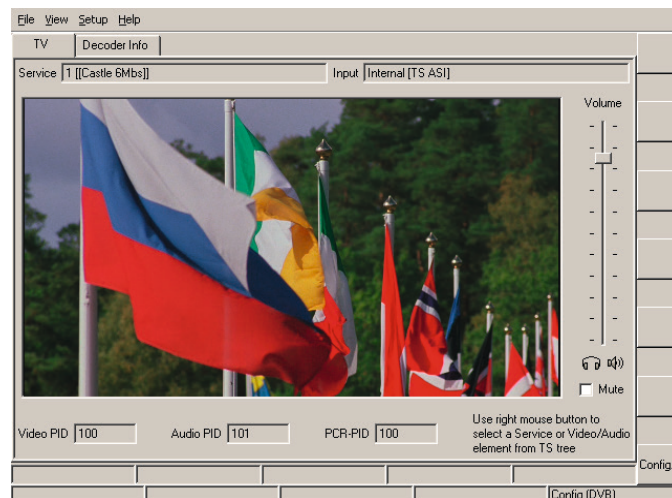 File View Setup Help
TV Decoder Info
Service 1 [[Castle 6Mbs]] Input Internal [TS ASI]
Volume
Mute
Video PID 100 Audio PID 101 PCR-PID 100
Use right mouse button to
select a Service or Video/Audio
element from TS tree
Config.
Config (DVB)